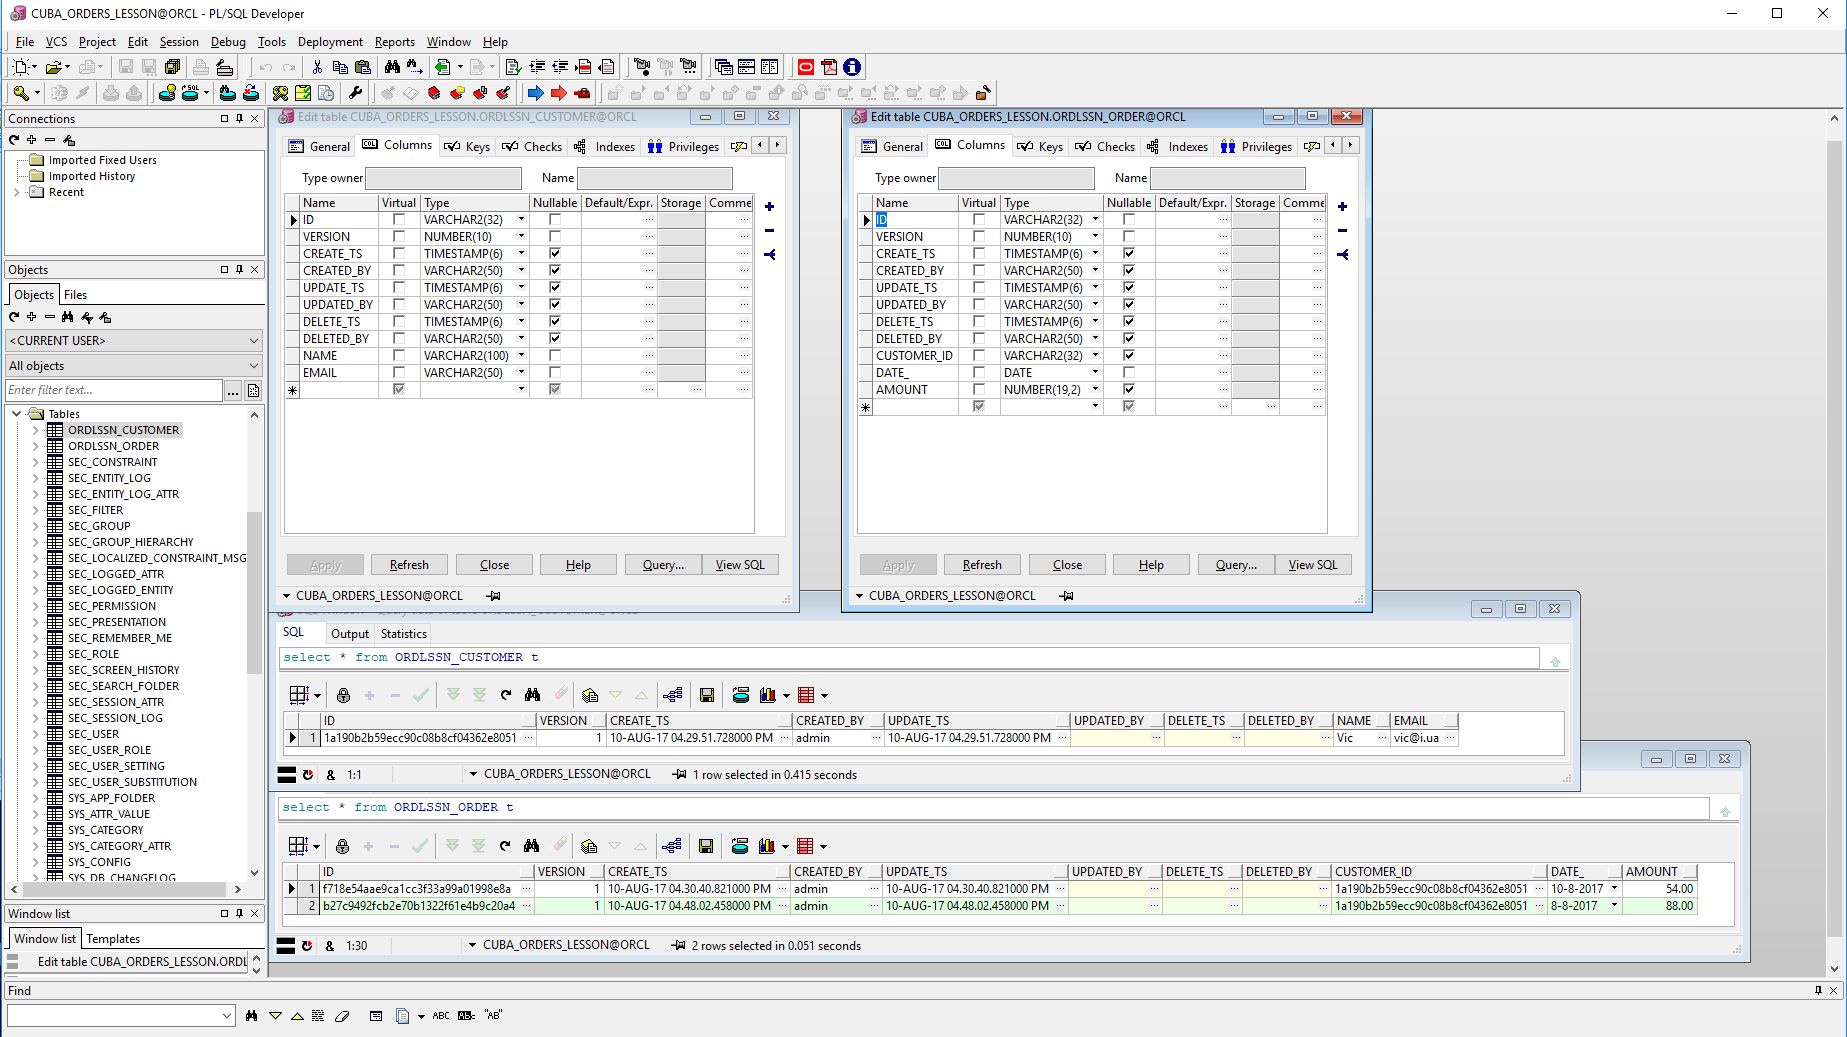 CUBA_ORDERS_LESSON@ORCL - PL/SQL Developer
File VCS Project Edit Session Debug Tools Deployment Reports Window Help
Connections
Imported Fixed Users
Imported History
Recent
Objects
Objects Files
<CURRENT USER>
All objects
Enter filter text...
Tables
ORDLSSN_CUSTOMER
ORDLSSN_ORDER
SEC_CONSTRAINT
SEC_ENTITY_LOG
SEC_ENTITY_LOG_ATTR
SEC_FILTER
SEC_GROUP
SEC_GROUP_HIERARCHY
SEC_LOCALIZED_CONSTRAINT_MSG
SEC_LOGGED_ATTR
SEC_LOGGED_ENTITY
SEC_PERMISSION
SEC_PRESENTATION
SEC_REMEMBER_ME
SEC_ROLE
SEC_SCREEN_HISTORY
SEC_SEARCH_FOLDER
SEC_SESSION_ATTR
SEC_SESSION_LOG
SEC_USER
SEC_USER_ROLE
SEC_USER_SETTING
SEC_USER_SUBSTITUTION
SYS_APP_FOLDER
SYS_ATTR_VALUE
SYS_CATEGORY
SYS_CATEGORY_ATTR
SYS_CONFIG
SYS_DB_CHANGELOG
Window list
Window list Templates
Edit table CUBA_ORDERS_LESSON.ORDL
Edit table CUBA_ORDERS_LESSON.ORDLSSN_CUSTOMER@ORCL
General Columns Keys Checks Indexes Privileges
Type owner Name
Name Virtual Type Nullable Default/Expr. Storage Comme
ID VARCHAR2(32)
VERSION NUMBER(10)
CREATE_TS TIMESTAMP(6)
CREATED_BY VARCHAR2(50)
UPDATE_TS TIMESTAMP(6)
UPDATED_BY VARCHAR2(50)
DELETE_TS TIMESTAMP(6)
DELETED_BY VARCHAR2(50)
NAME VARCHAR2(100)
EMAIL VARCHAR2(50)
Apply Refresh Close Help Query... View SQL
CUBA_ORDERS_LESSON@ORCL
Edit table CUBA_ORDERS_LESSON.ORDLSSN_ORDER@ORCL
General Columns Keys Checks Indexes Privileges
Type owner Name
Name Virtual Type Nullable Default/Expr. Storage Comme
ID VARCHAR2(32)
VERSION NUMBER(10)
CREATE_TS TIMESTAMP(6)
CREATED_BY VARCHAR2(50)
UPDATE_TS TIMESTAMP(6)
UPDATED_BY VARCHAR2(50)
DELETE_TS TIMESTAMP(6)
DELETED_BY VARCHAR2(50)
CUSTOMER_ID VARCHAR2(32)
DATE_ DATE
AMOUNT NUMBER(19,2)
Apply Refresh Close Help Query... View SQL
CUBA_ORDERS_LESSON@ORCL
SQL Output Statistics
select * from ORDLSSN_CUSTOMER t
ID VERSION CREATE_TS CREATED_BY UPDATE_TS UPDATED_BY DELETE_TS DELETED_BY NAME EMAIL
1 1a190b2b59ecc90c08b8cf04362e8051 1 10-AUG-17 04.29.51.728000 PM admin 10-AUG-17 04.29.51.728000 PM Vic vic@i.ua
& 1:1 CUBA_ORDERS_LESSON@ORCL 1 row selected in 0.415 seconds
select * from ORDLSSN_ORDER t
ID VERSION CREATE_TS CREATED_BY UPDATE_TS UPDATED_BY DELETE_TS DELETED_BY CUSTOMER_ID DATE_ AMOUNT
1 f718e54aae9ca1cc3f33a99a01998e8a 1 10-AUG-17 04.30.40.821000 PM admin 10-AUG-17 04.30.40.821000 PM 1a190b2b59ecc90c08b8cf04362e8051 10-8-2017 54.00
2 b27c9492fcb2e70b1322f61e4b9c20a4 1 10-AUG-17 04.48.02.458000 PM admin 10-AUG-17 04.48.02.458000 PM 1a190b2b59ecc90c08b8cf04362e8051 8-8-2017 88.00
& 1:30 CUBA_ORDERS_LESSON@ORCL 2 rows selected in 0.051 seconds
Find
ABC "AB"